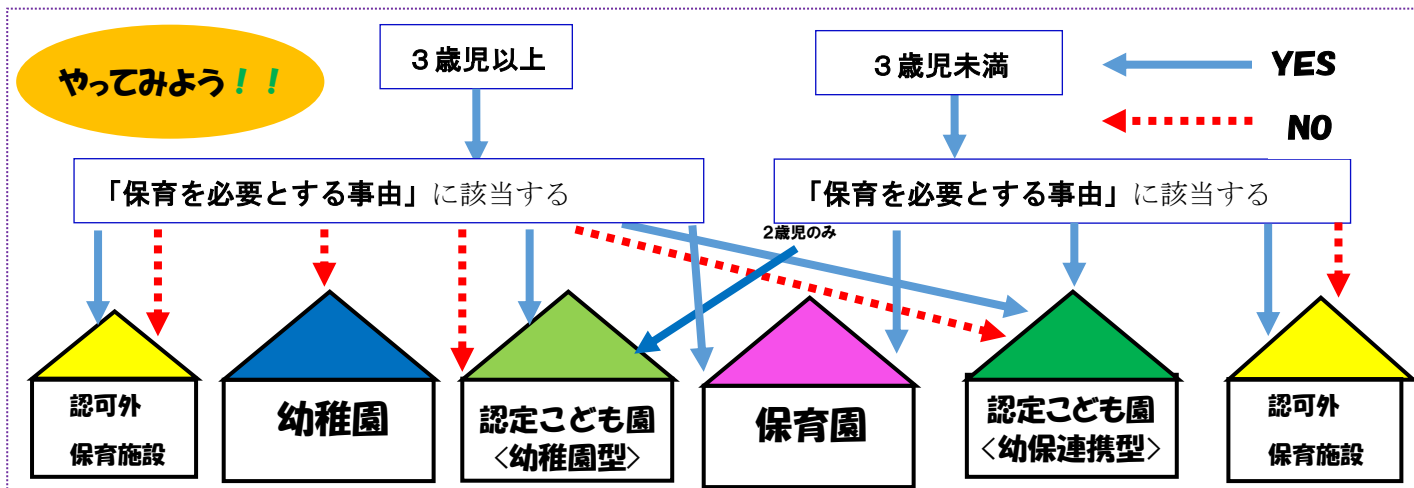 やってみよう！！
３歳児以上
３歳児未満
YES
NO
「保育を必要とする事由」に該当する
「保育を必要とする事由」に該当する
2歳児のみ
認可外
保育施設
幼稚園
認定こども園
＜幼稚園型＞
保育園
認定こども園
＜幼保連携型＞
認可外
保育施設